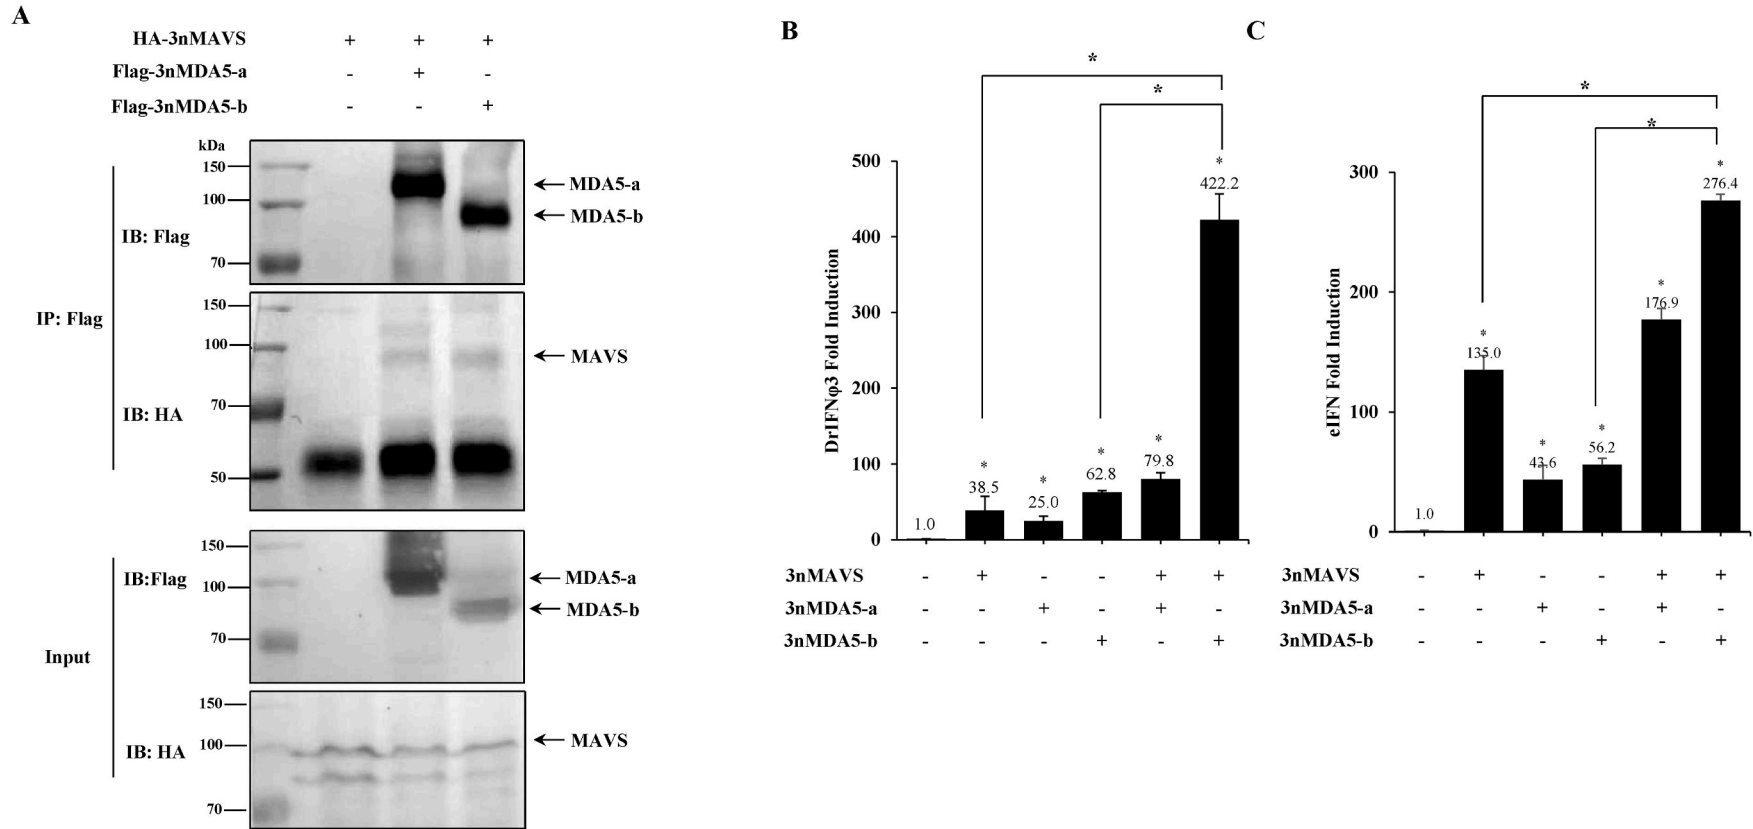 A
HA-3nMAVS + + +
Flag-3nMDA5-a - + -
Flag-3nMDA5-b - - +
kDa
150
100
70
IB: Flag
MDA5-a
MDA5-b
IP: Flag
150
100
70
50
IB: HA
MAVS
Input
150
100
70
IB:Flag
MDA5-a
MDA5-b
150
100
70
IB: HA
MAVS
B
DrIFNφ3 Fold Induction
500
400
300
200
100
0
*
*
1.0
*
38.5
*
25.0
*
62.8
*
79.8
*
422.2
3nMAVS - + - - + +
3nMDA5-a - - + - + -
3nMDA5-b - - - + - +
C
eIFN Fold Induction
300
200
100
0
*
*
1.0
*
135.0
*
43.6
*
56.2
*
176.9
*
276.4
3nMAVS - + - - + +
3nMDA5-a - - + - + -
3nMDA5-b - - - + - +